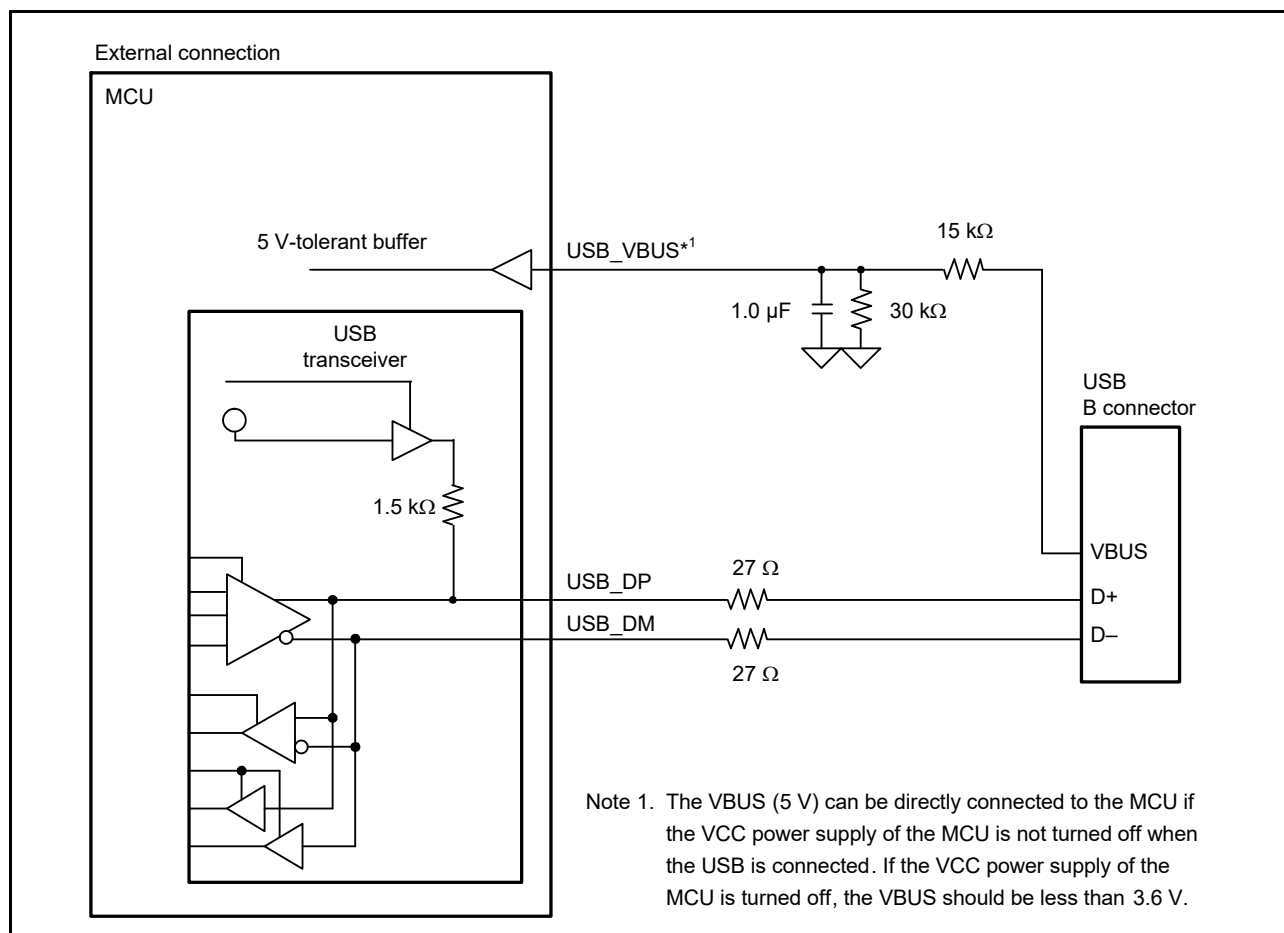 External connection
MCU
5 V-tolerant buffer
USB_VBUS*1
15 kΩ
1.0 µF
30 kΩ
USB
transceiver
USB
B connector
1.5 kΩ
VBUS
27 Ω
USB_DP
D+
USB_DM
D–
27 Ω
Note 1. The VBUS (5 V) can be directly connected to the MCU if
the VCC power supply of the MCU is not turned off when
the USB is connected. If the VCC power supply of the
MCU is turned off, the VBUS should be less than 3.6 V.